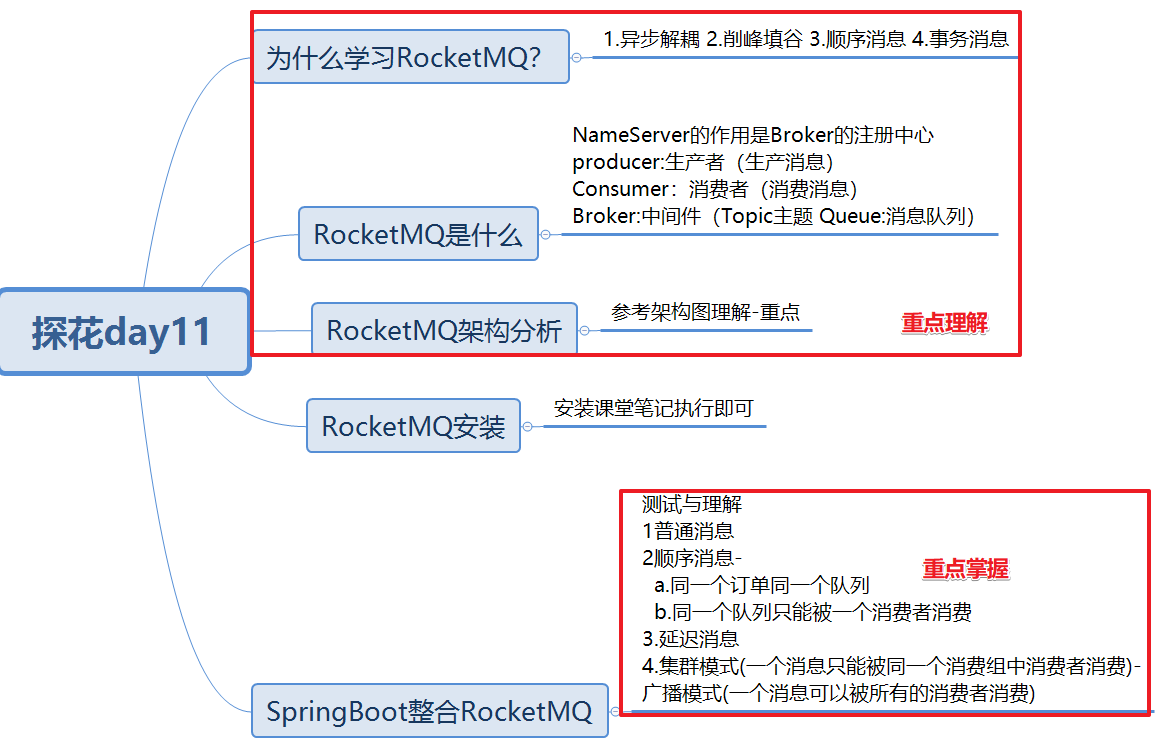 为什么学习RocketMQ?
1.异步解耦 2.削峰填谷 3.顺序消息 4.事务消息
NameServer的作用是Broker的注册中心
producer:生产者（生产消息）
Consumer：消费者（消费消息）
Broker:中间件（Topic主题 Queue:消息队列）
RocketMQ是什么
探花day11
RocketMQ架构分析
参考架构图理解-重点
重点理解
RocketMQ安装
安装课堂笔记执行即可
测试与理解
1普通消息
2顺序消息-
a.同一个订单同一个队列
b.同一个队列只能被一个消费者消费
3.延迟消息
4.集群模式(一个消息只能被同一个消费组中消费者消费)-
广播模式(一个消息可以被所有的消费者消费)
重点掌握
SpringBoot整合RocketMQ